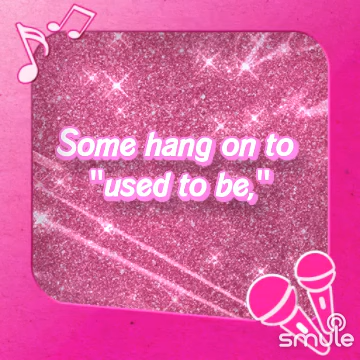 Some hang on to
"used to be,"
smule